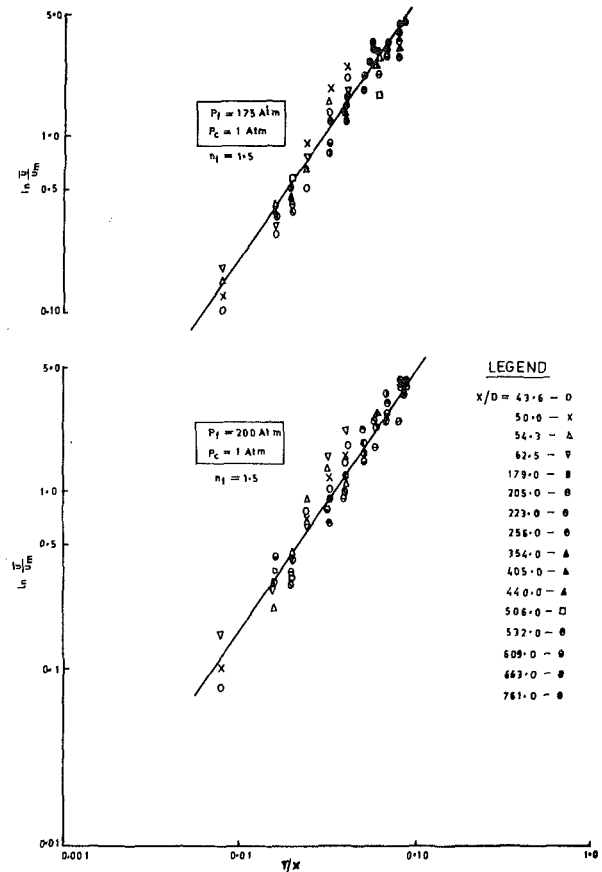 5·0
1·0
0·5
0·10
ln ū/um
Pf = 175 Atm
Pc = 1 Atm
n1 = 1·5
5·0
1·0
0·5
0·1
0·01
ln ū/um
Pf = 200 Atm
Pc = 1 Atm
n1 = 1·5
0·001
0·01
0·10
1·0
Y/X
LEGEND
X/D = 43·6 –
50·0 –
54·3 –
62·5 –
179·0 –
205·0 –
223·0 –
256·0 –
354·0 –
405·0 –
440·0 –
506·0 –
532·0 –
609·0 –
663·0 –
761·0 –